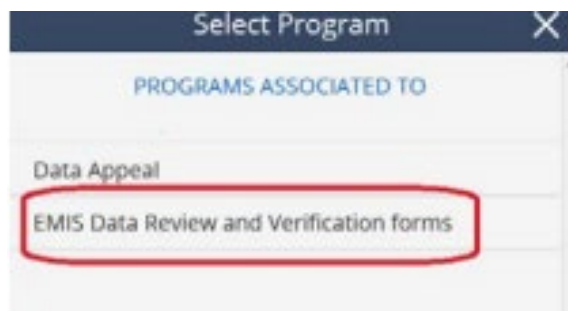 Select Program X
PROGRAMS ASSOCIATED TO
Data Appeal
EMIS Data Review and Verification forms